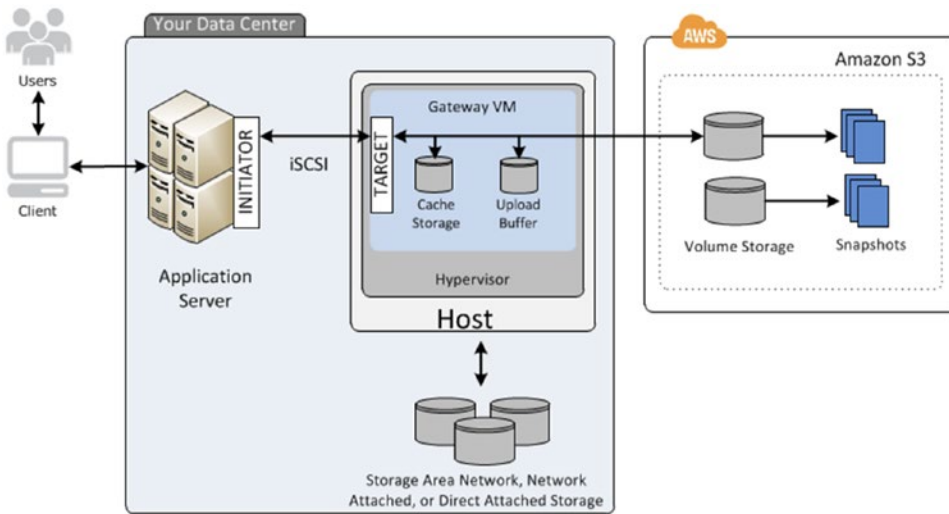 Your Data Center
AWS
Amazon S3
Users
Client
INITIATOR
iSCSI
TARGET
Gateway VM
Cache
Storage
Upload
Buffer
Hypervisor
Host
Application
Server
Volume Storage
Snapshots
Storage Area Network, Network
Attached, or Direct Attached Storage